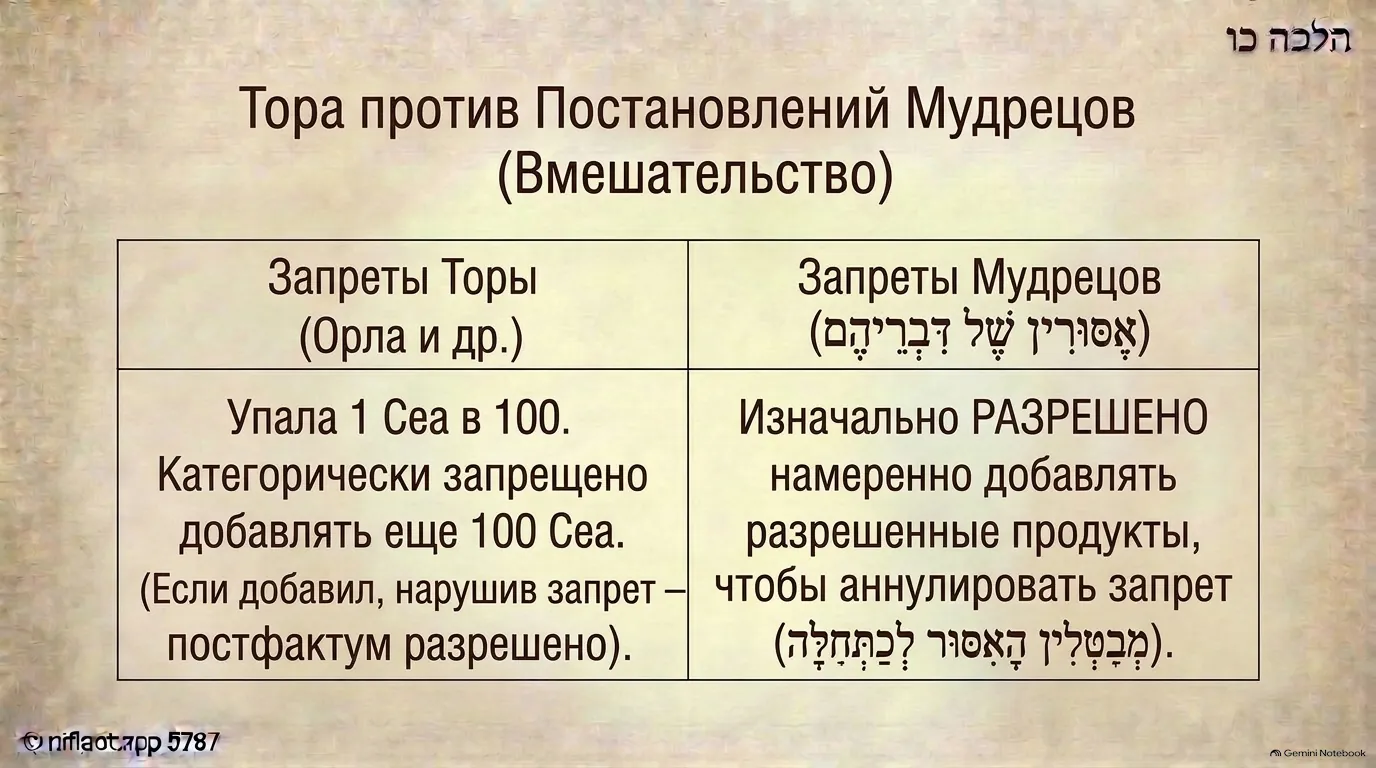 הלכה כו
Тора против Постановлений Мудрецов
(Вмешательство)
Запреты Торы
(Орла и др.)
Запреты Мудрецов
(אֱסוּרִין שֶׁל דִּבְרֵיהֶם)
Упала 1 Сеа в 100.
Категорически запрещено
добавлять еще 100 Сеа.
(Если добавил, нарушив запрет –
постфактум разрешено).
Изначально РАЗРЕШЕНО
намеренно добавлять
разрешенные продукты,
чтобы аннулировать запрет
(מְבַטְּלִין הָאִסּוּר לְכַתְּחִלָּה).
© niflaot.app 5787
Gemini Notebook